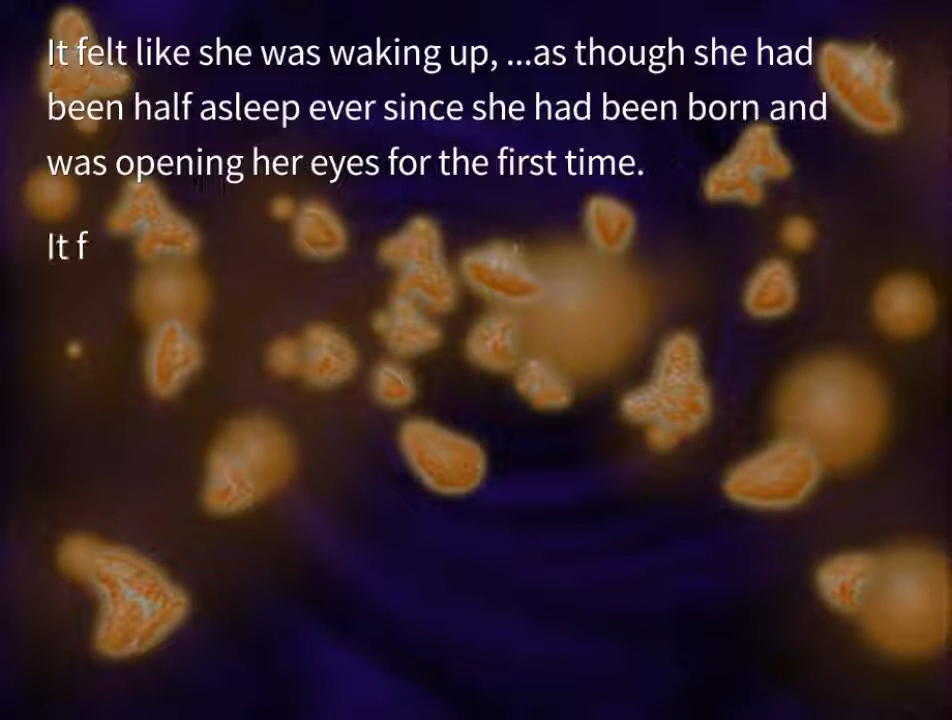 It felt like she was waking up, ...as though she had
been half asleep ever since she had been born and
was opening her eyes for the first time.
It f